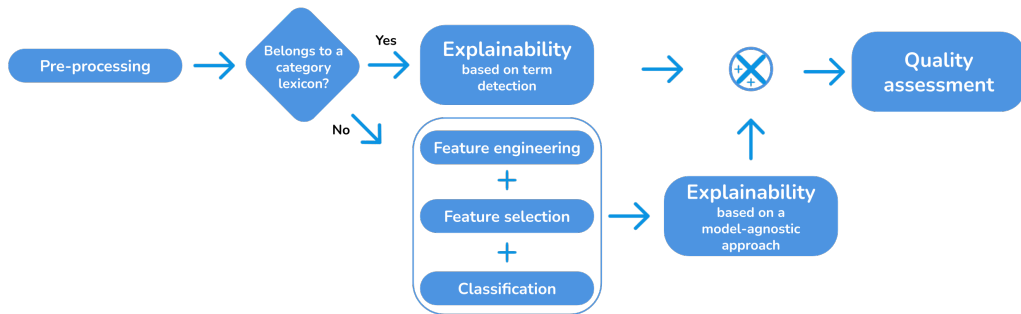 Pre-processing
Belongs to a
category
lexicon?
Yes
No
Explainability
based on term
detection
Feature engineering
+
Feature selection
+
Classification
Explainability
based on a
model-agnostic
approach
Quality
assessment